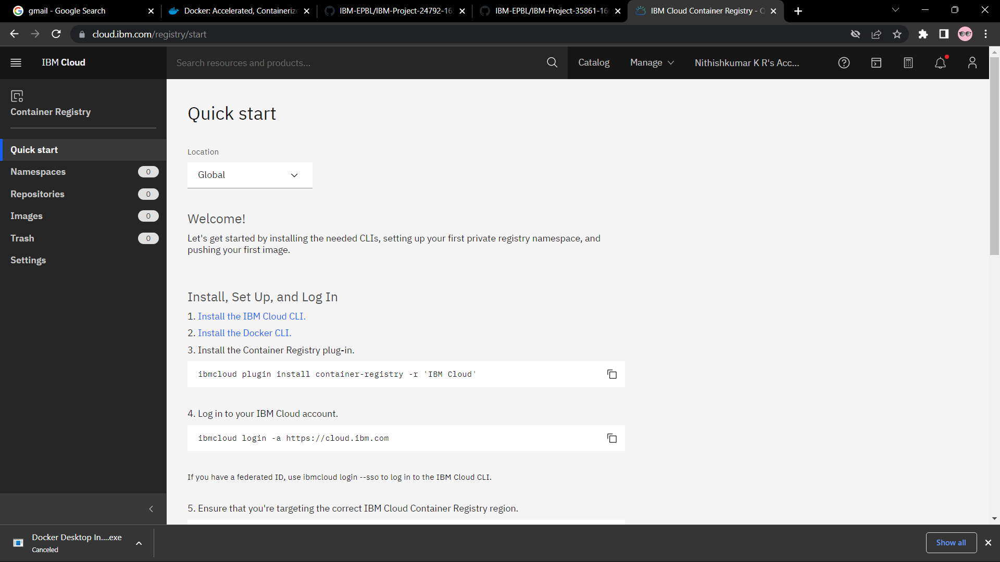 gmail - Google Search
Docker: Accelerated, Containerize
IBM-EPBL/IBM-Project-24792-16
IBM-EPBL/IBM-Project-35861-16
IBM Cloud Container Registry -
cloud.ibm.com/registry/start
IBM Cloud
Search resources and products...
Catalog
Manage
Nithishkumar K R's Acc...
Container Registry
Quick start
Namespaces 0
Repositories 0
Images 0
Trash 0
Settings
Quick start
Location
Global
Welcome!
Let's get started by installing the needed CLIs, setting up your first private registry namespace, and
pushing your first image.
Install, Set Up, and Log In
1. Install the IBM Cloud CLI.
2. Install the Docker CLI.
3. Install the Container Registry plug-in.
ibmcloud plugin install container-registry -r 'IBM Cloud'
4. Log in to your IBM Cloud account.
ibmcloud login -a https://cloud.ibm.com
If you have a federated ID, use ibmcloud login --sso to log in to the IBM Cloud CLI.
5. Ensure that you're targeting the correct IBM Cloud Container Registry region.
Docker Desktop In....exe
Canceled
Show all